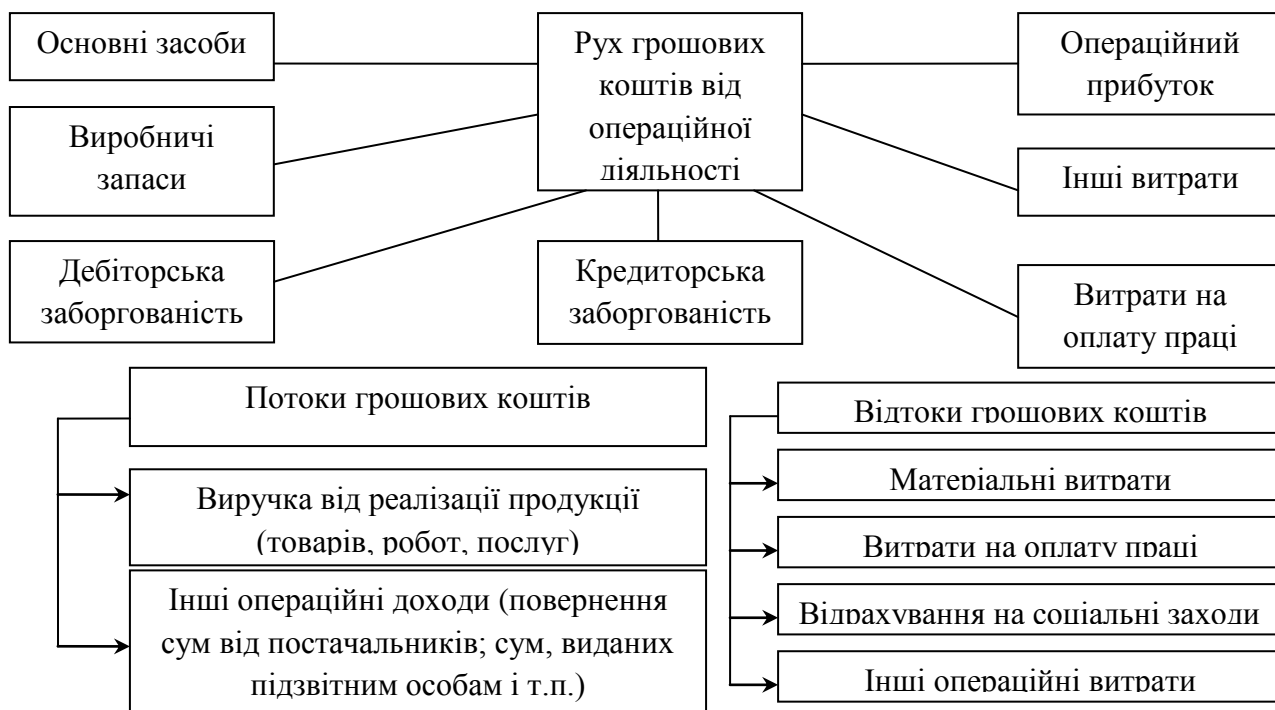 Основні засоби
Рух грошових
коштів від
операційної
діяльності
Операційний
прибуток
Виробничі
запаси
Інші витрати
Дебіторська
заборгованість
Кредиторська
заборгованість
Витрати на
оплату праці
Потоки грошових коштів
Виручка від реалізації продукції
(товарів, робот, послуг)
Інші операційні доходи (повернення
сум від постачальників; сум, виданих
підзвітним особам і т.п.)
Відтоки грошових коштів
Матеріальні витрати
Витрати на оплату праці
Відрахування на соціальні заходи
Інші операційні витрати